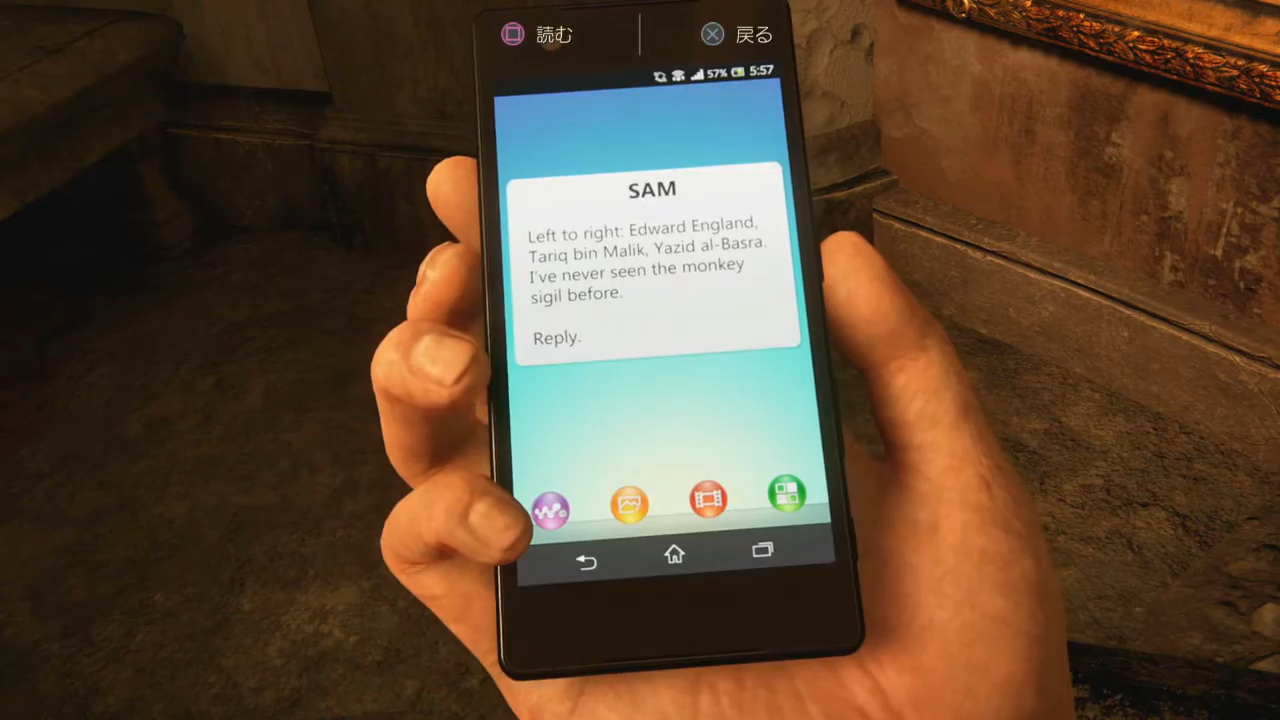 読む
戻る
57% 5:57
SAM
Left to right: Edward England,
Tariq bin Malik, Yazid al-Basra.
I've never seen the monkey
sigil before.
Reply.